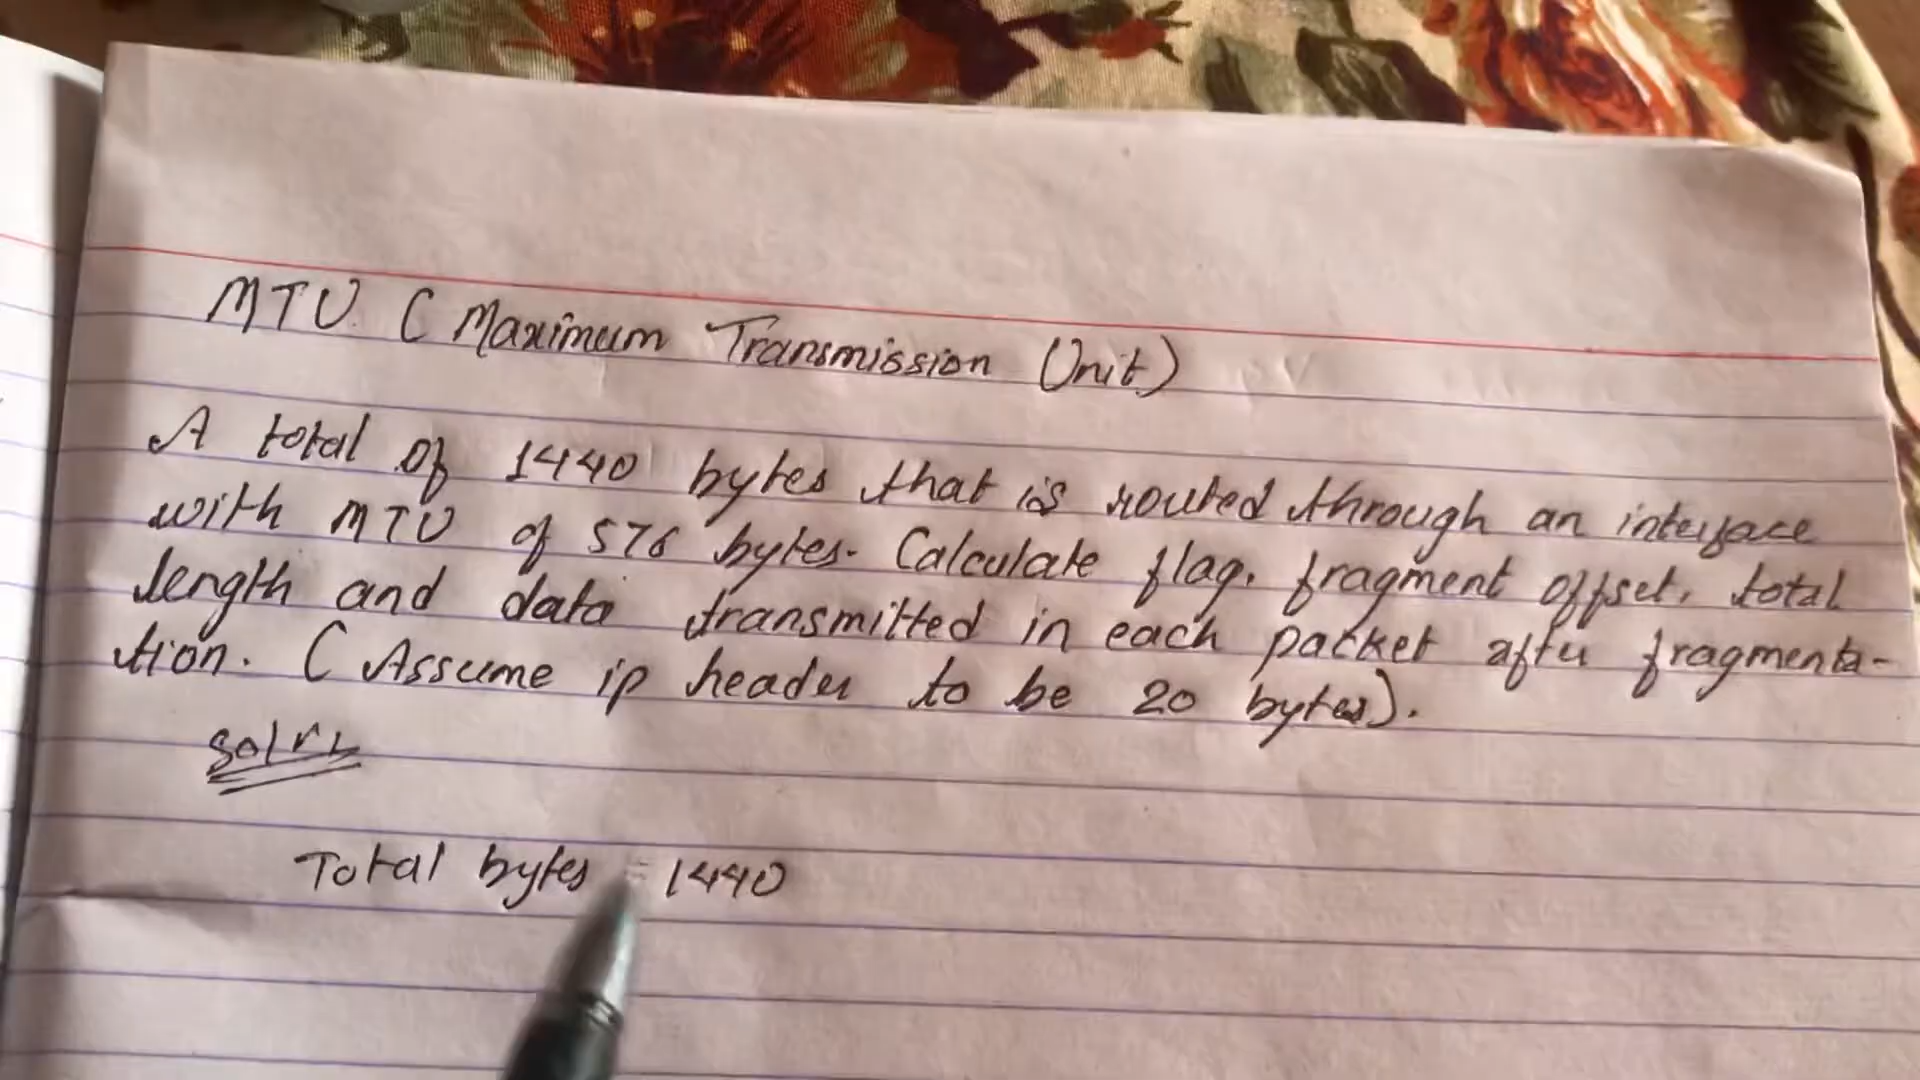 MTU. (Maximum Transmission Unit)
A total of 1440 bytes that is routed through an interface
with MTU of 576 bytes. Calculate flag, fragment offset, total
length and data transmitted in each packet after fragmenta-
tion. (Assume ip header to be 20 bytes).
Soln
Total bytes = 1440